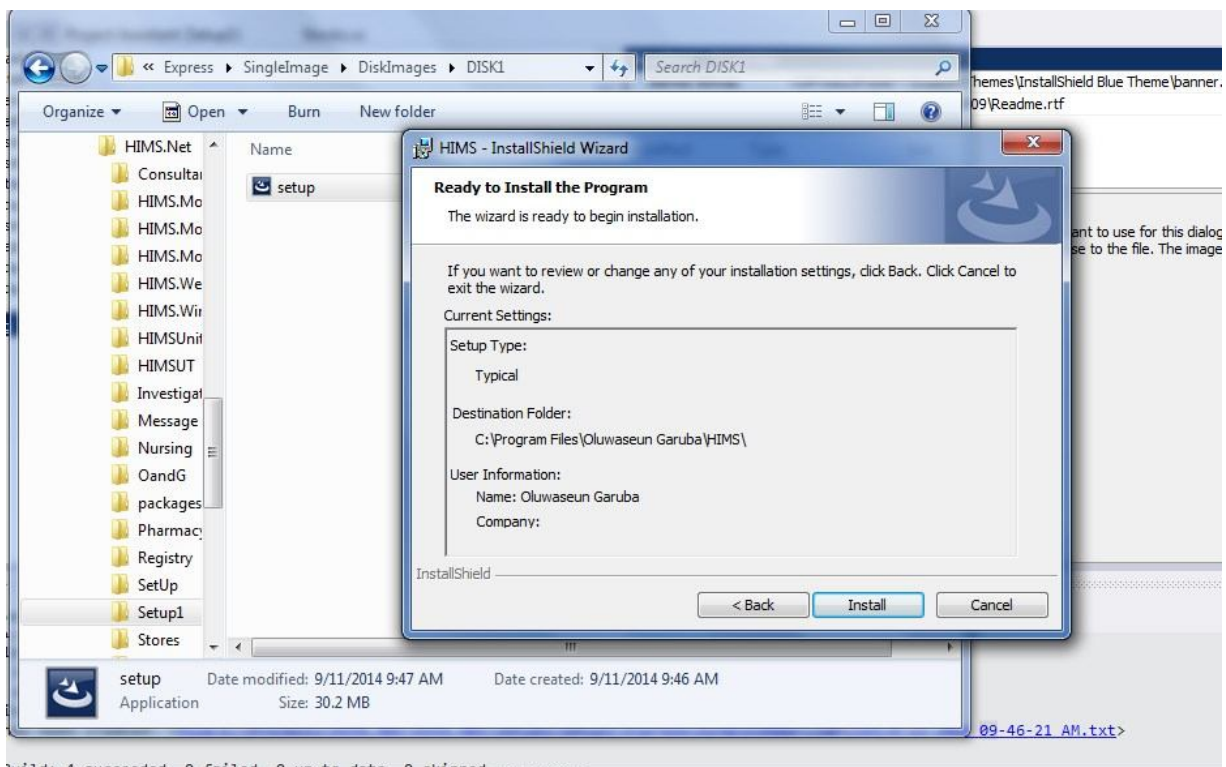 « Express ▸ SingleImage ▸ DiskImages ▸ DISK1
Search DISK1
Organize
Open
Burn
New folder
Themes\InstallShield Blue Theme\banner.
09\Readme.rtf
HIMS.Net
Consultar
HIMS.Mo
HIMS.Mo
HIMS.Mo
HIMS.We
HIMS.Wir
HIMSUnit
HIMSUT
Investigat
Message
Nursing
OandG
packages
Pharmacy
Registry
SetUp
Setup1
Stores
Name
setup
HIMS - InstallShield Wizard
Ready to Install the Program
The wizard is ready to begin installation.
If you want to review or change any of your installation settings, click Back. Click Cancel to
exit the wizard.
Current Settings:
Setup Type:
Typical
Destination Folder:
C:\Program Files\Oluwaseun Garuba\HIMS\
User Information:
Name: Oluwaseun Garuba
Company:
InstallShield
< Back
Install
Cancel
ant to use for this dialog
se to the file. The image
setup
Date modified: 9/11/2014 9:47 AM
Date created: 9/11/2014 9:46 AM
Application
Size: 30.2 MB
09-46-21 AM.txt>